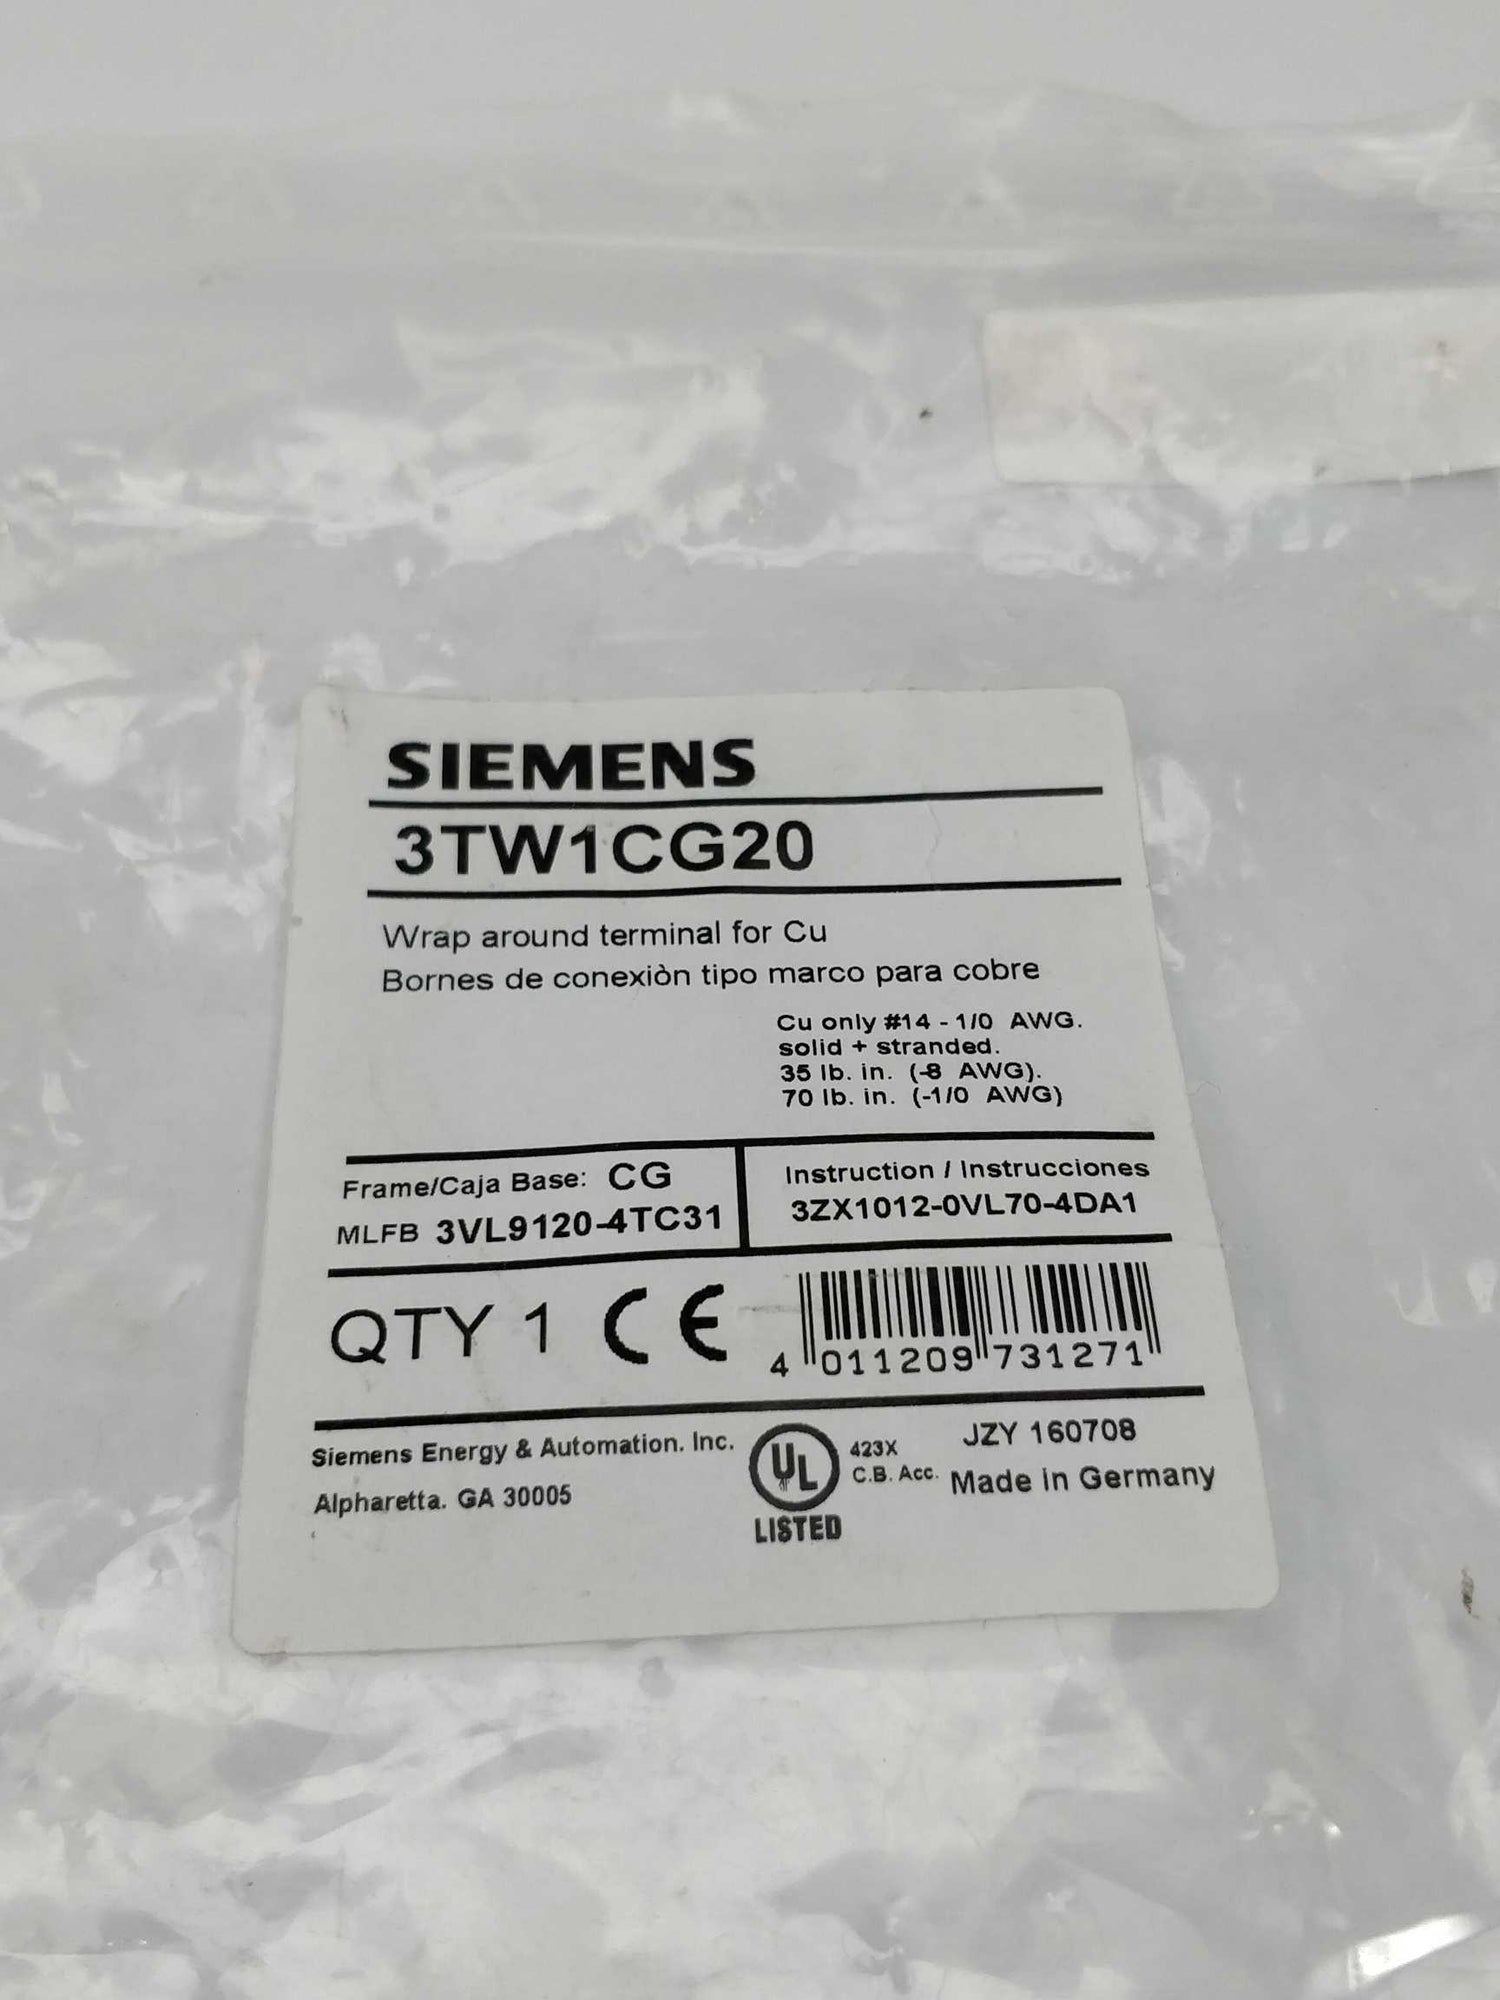 SIEMENS
3TW1CG20
Wrap around terminal for Cu
Bornes de conexiòn tipo marco para cobre
Cu only #14 - 1/0 AWG.
solid + stranded.
35 lb. in. (-8 AWG).
70 lb. in. (-1/0 AWG)
Frame/Caja Base: CG
MLFB 3VL9120-4TC31
Instruction / Instrucciones
3ZX1012-0VL70-4DA1
QTY 1 CE
4 011209 731271
Siemens Energy & Automation. Inc.
Alpharetta. GA 30005
UL
LISTED
423X
C.B. Acc.
JZY 160708
Made in Germany